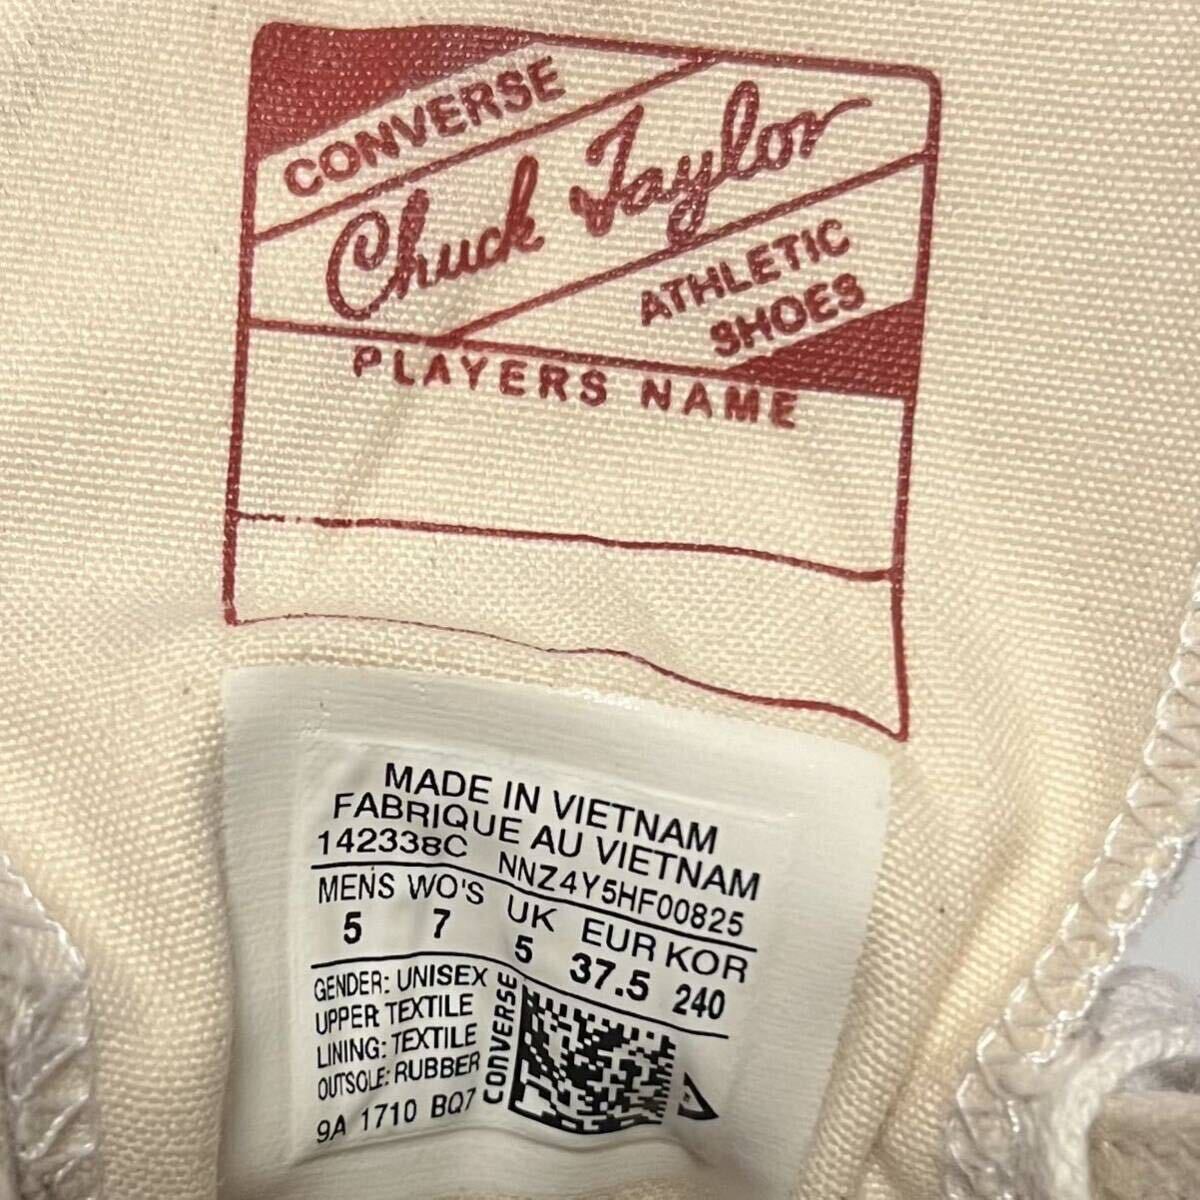 CONVERSE
Chuck Taylor
ATHLETIC
SHOES
PLAYERS NAME
MADE IN VIETNAM
FABRIQUE AU VIETNAM
142338C NNZ4Y5HF00825
MEN'S WO'S UK EUR KOR
5 7 5 37.5 240
GENDER: UNISEX
UPPER: TEXTILE
LINING: TEXTILE
OUTSOLE: RUBBER
9A 1710 BQ7
CONVERSE